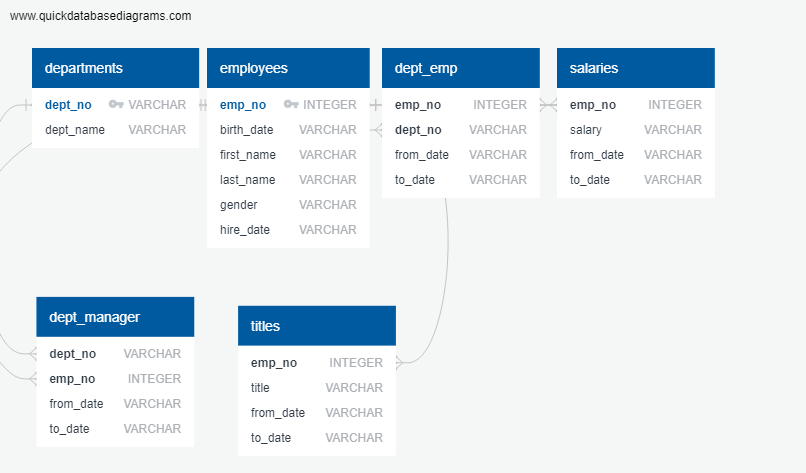 www.quickdatabasediagrams.com
departments
dept_no VARCHAR
dept_name VARCHAR
employees
emp_no INTEGER
birth_date VARCHAR
first_name VARCHAR
last_name VARCHAR
gender VARCHAR
hire_date VARCHAR
dept_emp
emp_no INTEGER
dept_no VARCHAR
from_date VARCHAR
to_date VARCHAR
salaries
emp_no INTEGER
salary VARCHAR
from_date VARCHAR
to_date VARCHAR
dept_manager
dept_no VARCHAR
emp_no INTEGER
from_date VARCHAR
to_date VARCHAR
titles
emp_no INTEGER
title VARCHAR
from_date VARCHAR
to_date VARCHAR